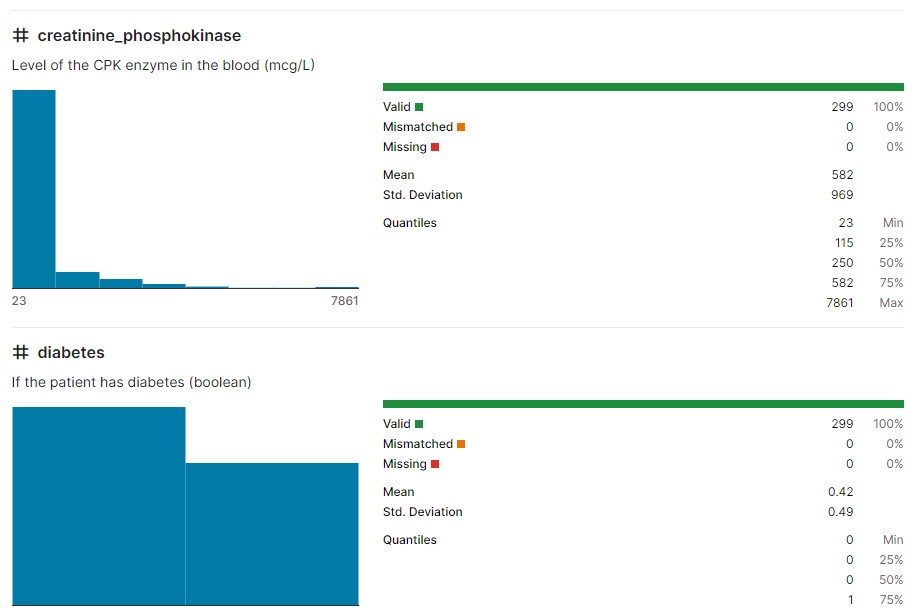 # creatinine_phosphokinase
Level of the CPK enzyme in the blood (mcg/L)
23 7861
Valid 299 100%
Mismatched 0 0%
Missing 0 0%
Mean 582
Std. Deviation 969
Quantiles 23 Min
115 25%
250 50%
582 75%
7861 Max
# diabetes
If the patient has diabetes (boolean)
Valid 299 100%
Mismatched 0 0%
Missing 0 0%
Mean 0.42
Std. Deviation 0.49
Quantiles 0 Min
0 25%
0 50%
1 75%